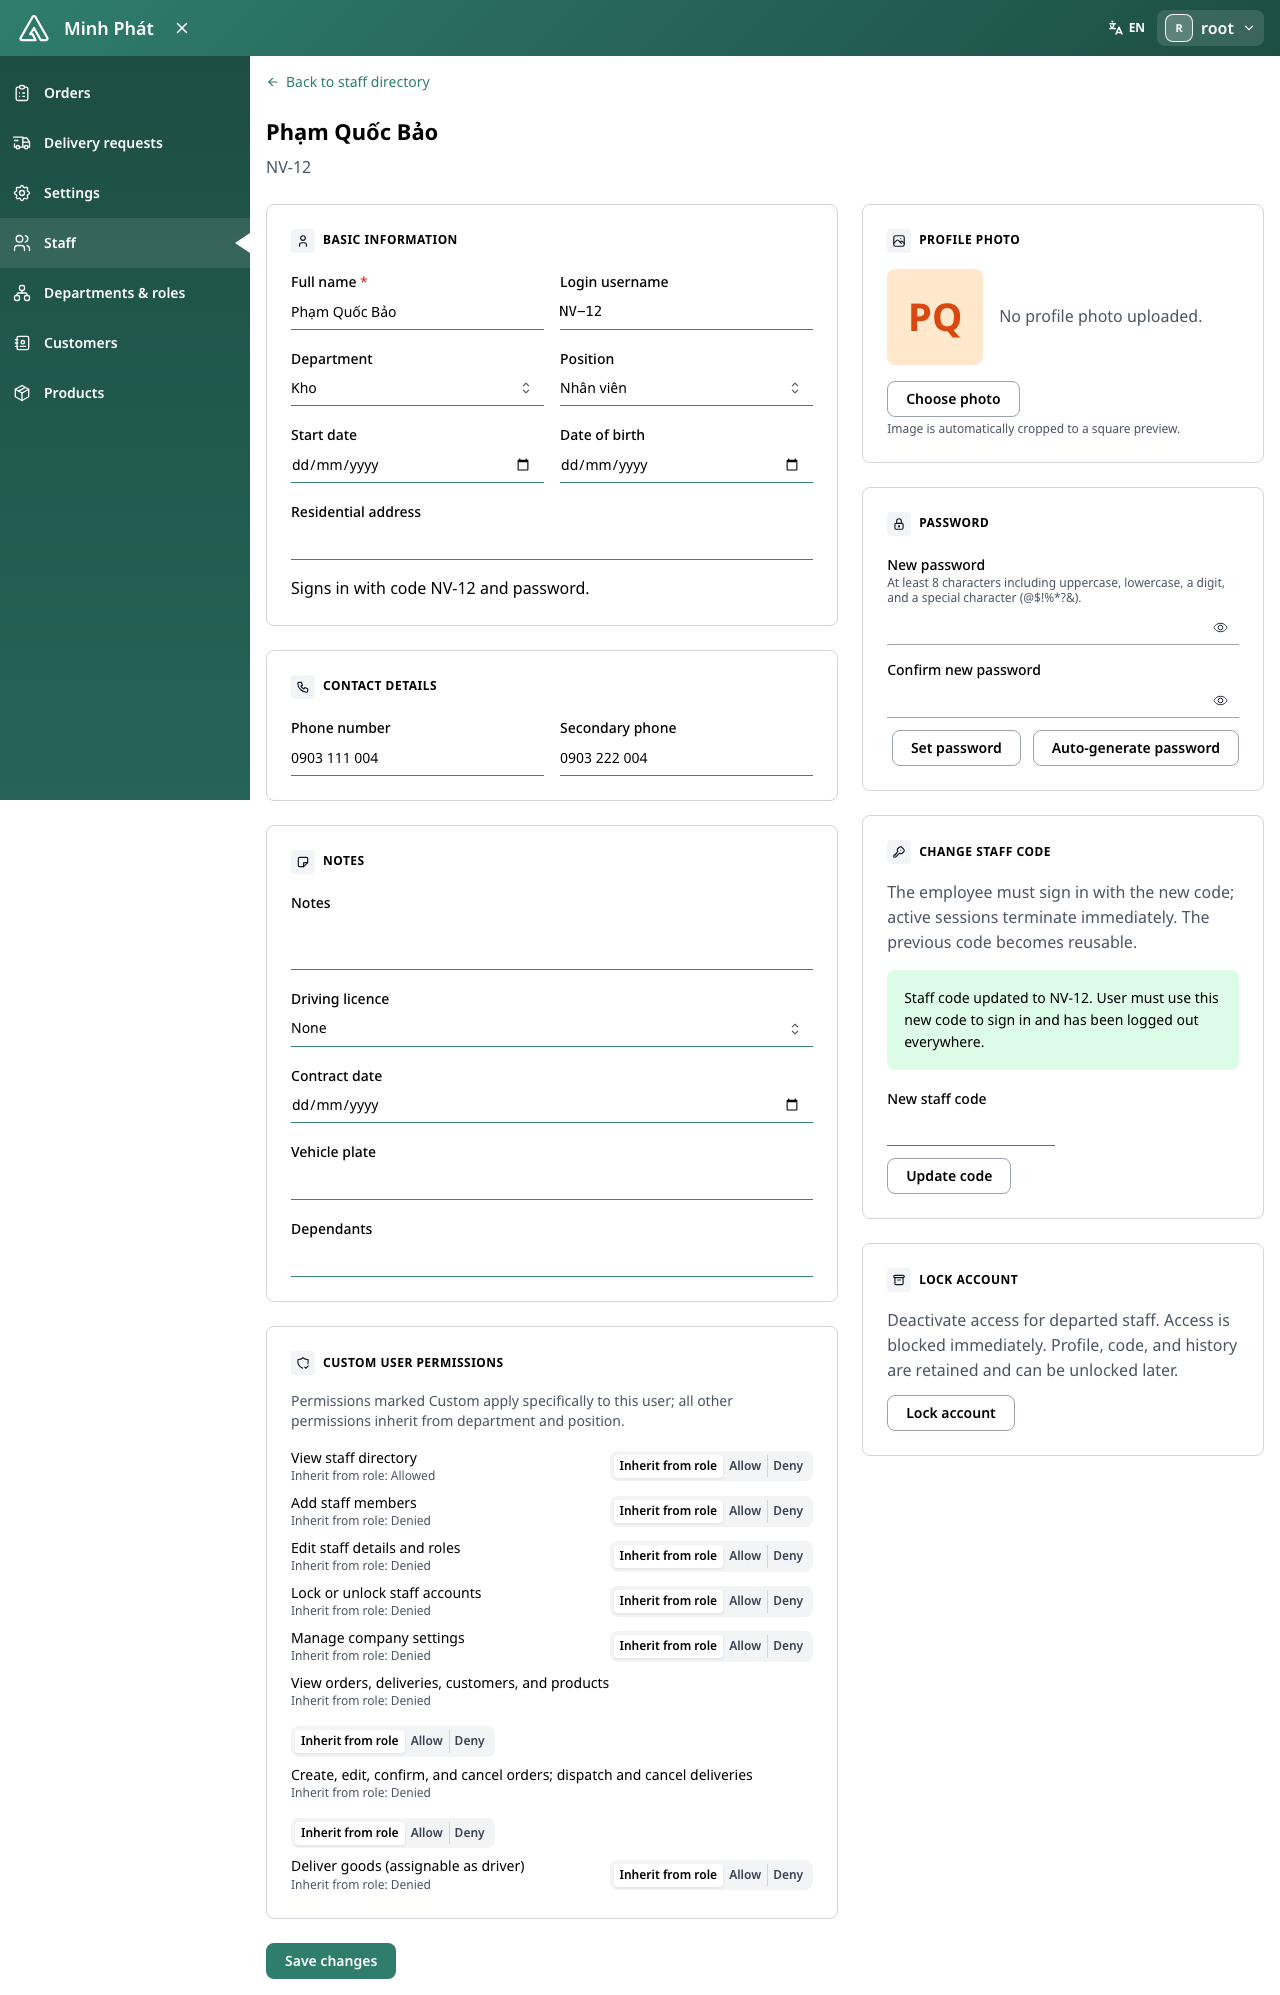 Minh Phát
EN
R
root
Orders
Delivery requests
Settings
Staff
Departments & roles
Customers
Products
Back to staff directory
Phạm Quốc Bảo
NV-12
BASIC INFORMATION
Full name *
Login username
Phạm Quốc Bảo
NV-12
Department
Position
Kho
Nhân viên
Start date
Date of birth
dd/mm/yyyy
dd/mm/yyyy
Residential address
Signs in with code NV-12 and password.
CONTACT DETAILS
Phone number
Secondary phone
0903 111 004
0903 222 004
NOTES
Notes
Driving licence
None
Contract date
dd/mm/yyyy
Vehicle plate
Dependants
CUSTOM USER PERMISSIONS
Permissions marked Custom apply specifically to this user; all other
permissions inherit from department and position.
View staff directory
Inherit from role: Allowed
Inherit from role Allow Deny
Add staff members
Inherit from role: Denied
Inherit from role Allow Deny
Edit staff details and roles
Inherit from role: Denied
Inherit from role Allow Deny
Lock or unlock staff accounts
Inherit from role: Denied
Inherit from role Allow Deny
Manage company settings
Inherit from role: Denied
Inherit from role Allow Deny
View orders, deliveries, customers, and products
Inherit from role: Denied
Inherit from role Allow Deny
Create, edit, confirm, and cancel orders; dispatch and cancel deliveries
Inherit from role: Denied
Inherit from role Allow Deny
Deliver goods (assignable as driver)
Inherit from role: Denied
Inherit from role Allow Deny
Save changes
PROFILE PHOTO
PQ
No profile photo uploaded.
Choose photo
Image is automatically cropped to a square preview.
PASSWORD
New password
At least 8 characters including uppercase, lowercase, a digit,
and a special character (@$!%*?&).
Confirm new password
Set password
Auto-generate password
CHANGE STAFF CODE
The employee must sign in with the new code;
active sessions terminate immediately. The
previous code becomes reusable.
Staff code updated to NV-12. User must use this
new code to sign in and has been logged out
everywhere.
New staff code
Update code
LOCK ACCOUNT
Deactivate access for departed staff. Access is
blocked immediately. Profile, code, and history
are retained and can be unlocked later.
Lock account